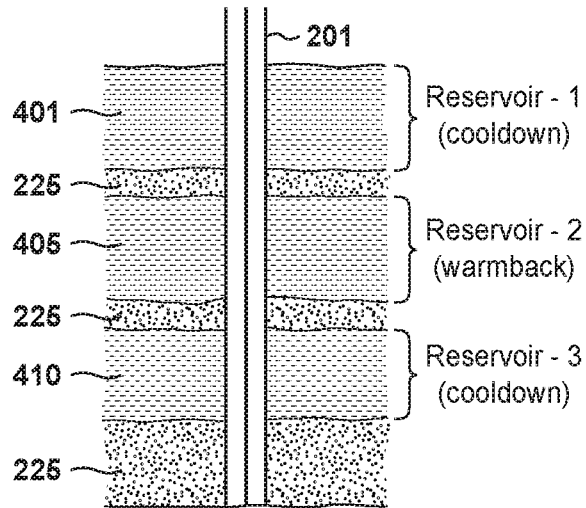 201
401
Reservoir - 1
(cooldown)
225
405
Reservoir - 2
(warmback)
225
410
Reservoir - 3
(cooldown)
225